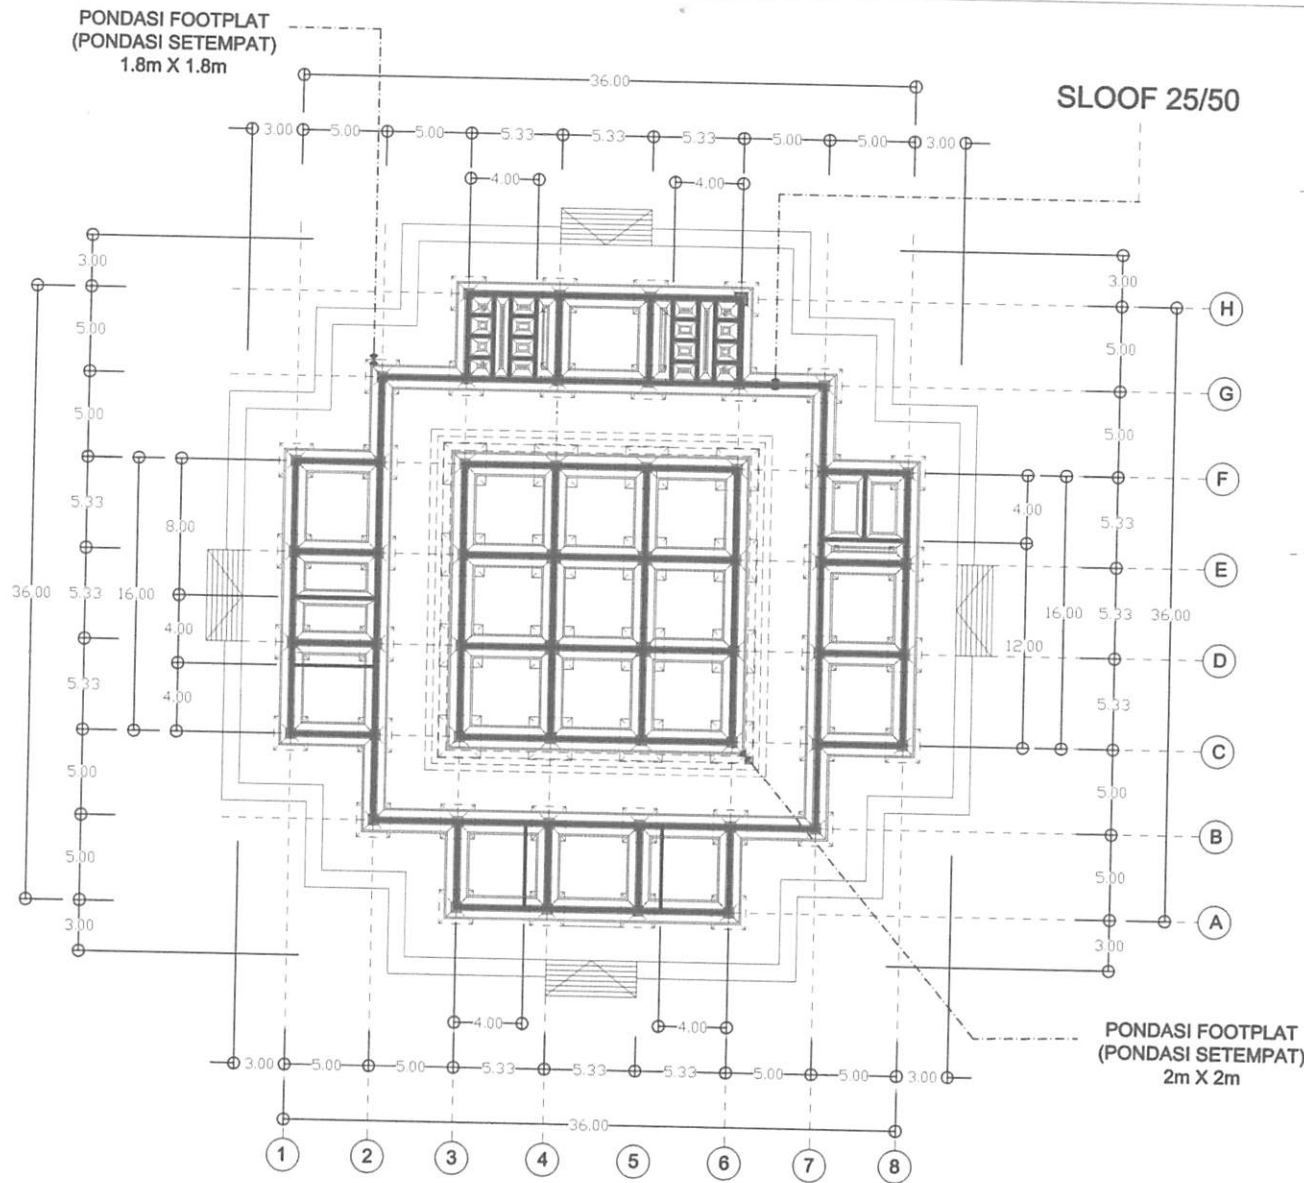 PONDASI FOOTPLAT
(PONDASI SETEMPAT)
1.8m X 1.8m
36.00
SLOOF 25/50
3.00 5.00 5.00 5.33 5.33 5.33 5.00 5.00 3.00
4.00 4.00
3.00
5.00
5.00
5.33
5.33
5.33
5.00
5.00
3.00
36.00
16.00
8.00
4.00
4.00
3.00
5.00
5.00
5.33
5.33
5.33
5.00
5.00
3.00
4.00
12.00
16.00
36.00
H
G
F
E
D
C
B
A
4.00 4.00
3.00 5.00 5.00 5.33 5.33 5.33 5.00 5.00 3.00
36.00
1 2 3 4 5 6 7 8
PONDASI FOOTPLAT
(PONDASI SETEMPAT)
2m X 2m